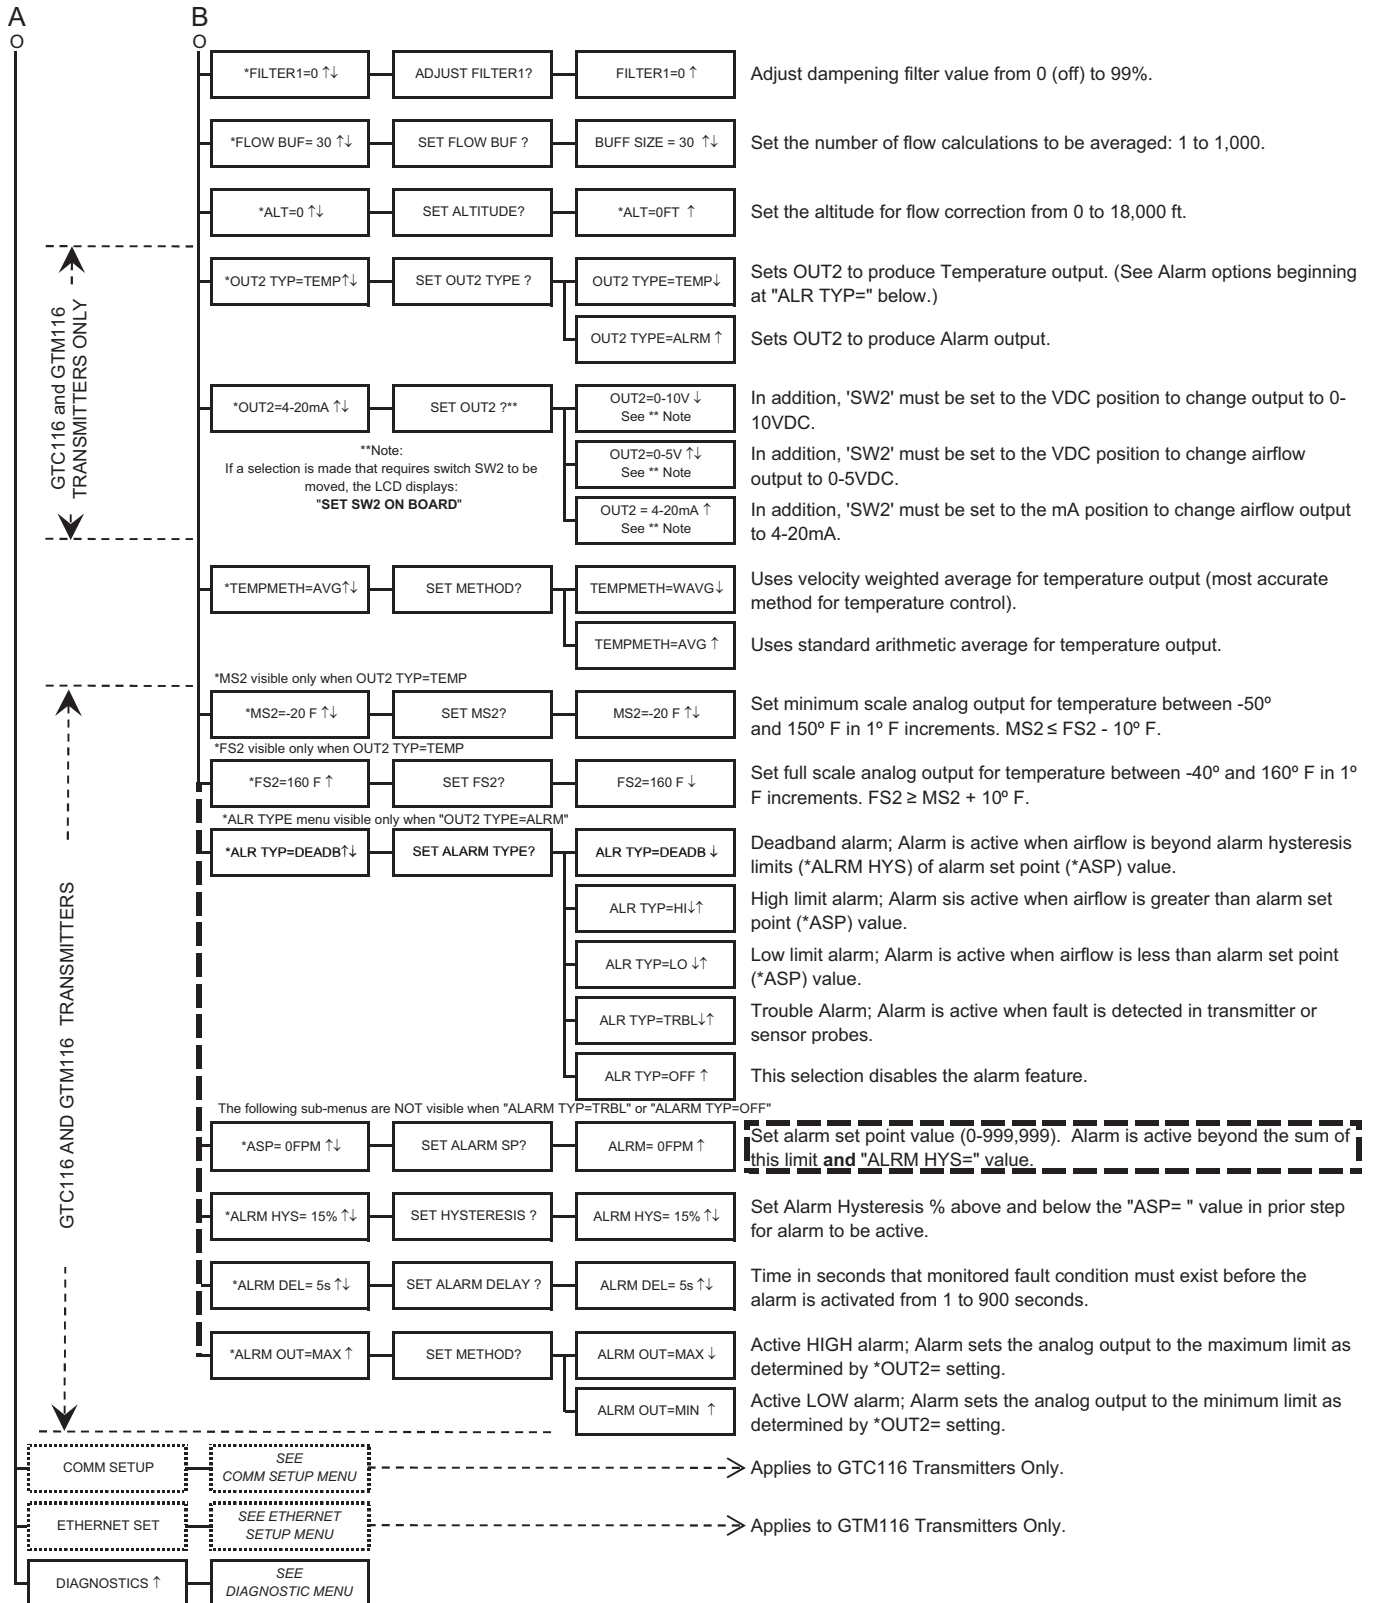 A
B
O
O
*FILTER1=0 ↑↓
ADJUST FILTER1?
FILTER1=0 ↑
Adjust dampening filter value from 0 (off) to 99%.
*FLOW BUF= 30 ↑↓
SET FLOW BUF ?
BUFF SIZE = 30 ↑↓
Set the number of flow calculations to be averaged: 1 to 1,000.
*ALT=0 ↑↓
SET ALTITUDE?
*ALT=0FT ↑
Set the altitude for flow correction from 0 to 18,000 ft.
GTC116 and GTM116
TRANSMITTERS ONLY
*OUT2 TYP=TEMP↑↓
SET OUT2 TYPE ?
OUT2 TYPE=TEMP↓
Sets OUT2 to produce Temperature output. (See Alarm options beginning
at "ALR TYP=" below.)
OUT2 TYPE=ALRM ↑
Sets OUT2 to produce Alarm output.
*OUT2=4-20mA ↑↓
SET OUT2 ?**
OUT2=0-10V ↓
See ** Note
In addition, 'SW2' must be set to the VDC position to change output to 0-
10VDC.
**Note:
If a selection is made that requires switch SW2 to be
moved, the LCD displays:
"SET SW2 ON BOARD"
OUT2=0-5V ↑↓
See ** Note
In addition, 'SW2' must be set to the VDC position to change airflow
output to 0-5VDC.
OUT2 = 4-20mA ↑
See ** Note
In addition, 'SW2' must be set to the mA position to change airflow output
to 4-20mA.
*TEMPMETH=AVG↑↓
SET METHOD?
TEMPMETH=WAVG↓
Uses velocity weighted average for temperature output (most accurate
method for temperature control).
TEMPMETH=AVG ↑
Uses standard arithmetic average for temperature output.
GTC116 AND GTM116 TRANSMITTERS
*MS2 visible only when OUT2 TYP=TEMP
*MS2=-20 F ↑↓
SET MS2?
MS2=-20 F ↑↓
Set minimum scale analog output for temperature between -50º
and 150º F in 1º F increments. MS2 ≤ FS2 - 10º F.
*FS2 visible only when OUT2 TYP=TEMP
*FS2=160 F ↑
SET FS2?
FS2=160 F ↓
Set full scale analog output for temperature between -40º and 160º F in 1º
F increments. FS2 ≥ MS2 + 10º F.
*ALR TYPE menu visible only when "OUT2 TYPE=ALRM"
*ALR TYP=DEADB↑↓
SET ALARM TYPE?
ALR TYP=DEADB ↓
Deadband alarm; Alarm is active when airflow is beyond alarm hysteresis
limits (*ALRM HYS) of alarm set point (*ASP) value.
ALR TYP=HI↓↑
High limit alarm; Alarm sis active when airflow is greater than alarm set
point (*ASP) value.
ALR TYP=LO ↓↑
Low limit alarm; Alarm is active when airflow is less than alarm set point
(*ASP) value.
ALR TYP=TRBL↓↑
Trouble Alarm; Alarm is active when fault is detected in transmitter or
sensor probes.
ALR TYP=OFF ↑
This selection disables the alarm feature.
The following sub-menus are NOT visible when "ALARM TYP=TRBL" or "ALARM TYP=OFF"
*ASP= 0FPM ↑↓
SET ALARM SP?
ALRM= 0FPM ↑
Set alarm set point value (0-999,999). Alarm is active beyond the sum of
this limit and "ALRM HYS=" value.
*ALRM HYS= 15% ↑↓
SET HYSTERESIS ?
ALRM HYS= 15% ↑↓
Set Alarm Hysteresis % above and below the "ASP= " value in prior step
for alarm to be active.
*ALRM DEL= 5s ↑↓
SET ALARM DELAY ?
ALRM DEL= 5s ↑↓
Time in seconds that monitored fault condition must exist before the
alarm is activated from 1 to 900 seconds.
*ALRM OUT=MAX ↑
SET METHOD?
ALRM OUT=MAX ↓
Active HIGH alarm; Alarm sets the analog output to the maximum limit as
determined by *OUT2= setting.
ALRM OUT=MIN ↑
Active LOW alarm; Alarm sets the analog output to the minimum limit as
determined by *OUT2= setting.
COMM SETUP
SEE
COMM SETUP MENU
Applies to GTC116 Transmitters Only.
ETHERNET SET
SEE ETHERNET
SETUP MENU
Applies to GTM116 Transmitters Only.
DIAGNOSTICS ↑
SEE
DIAGNOSTIC MENU